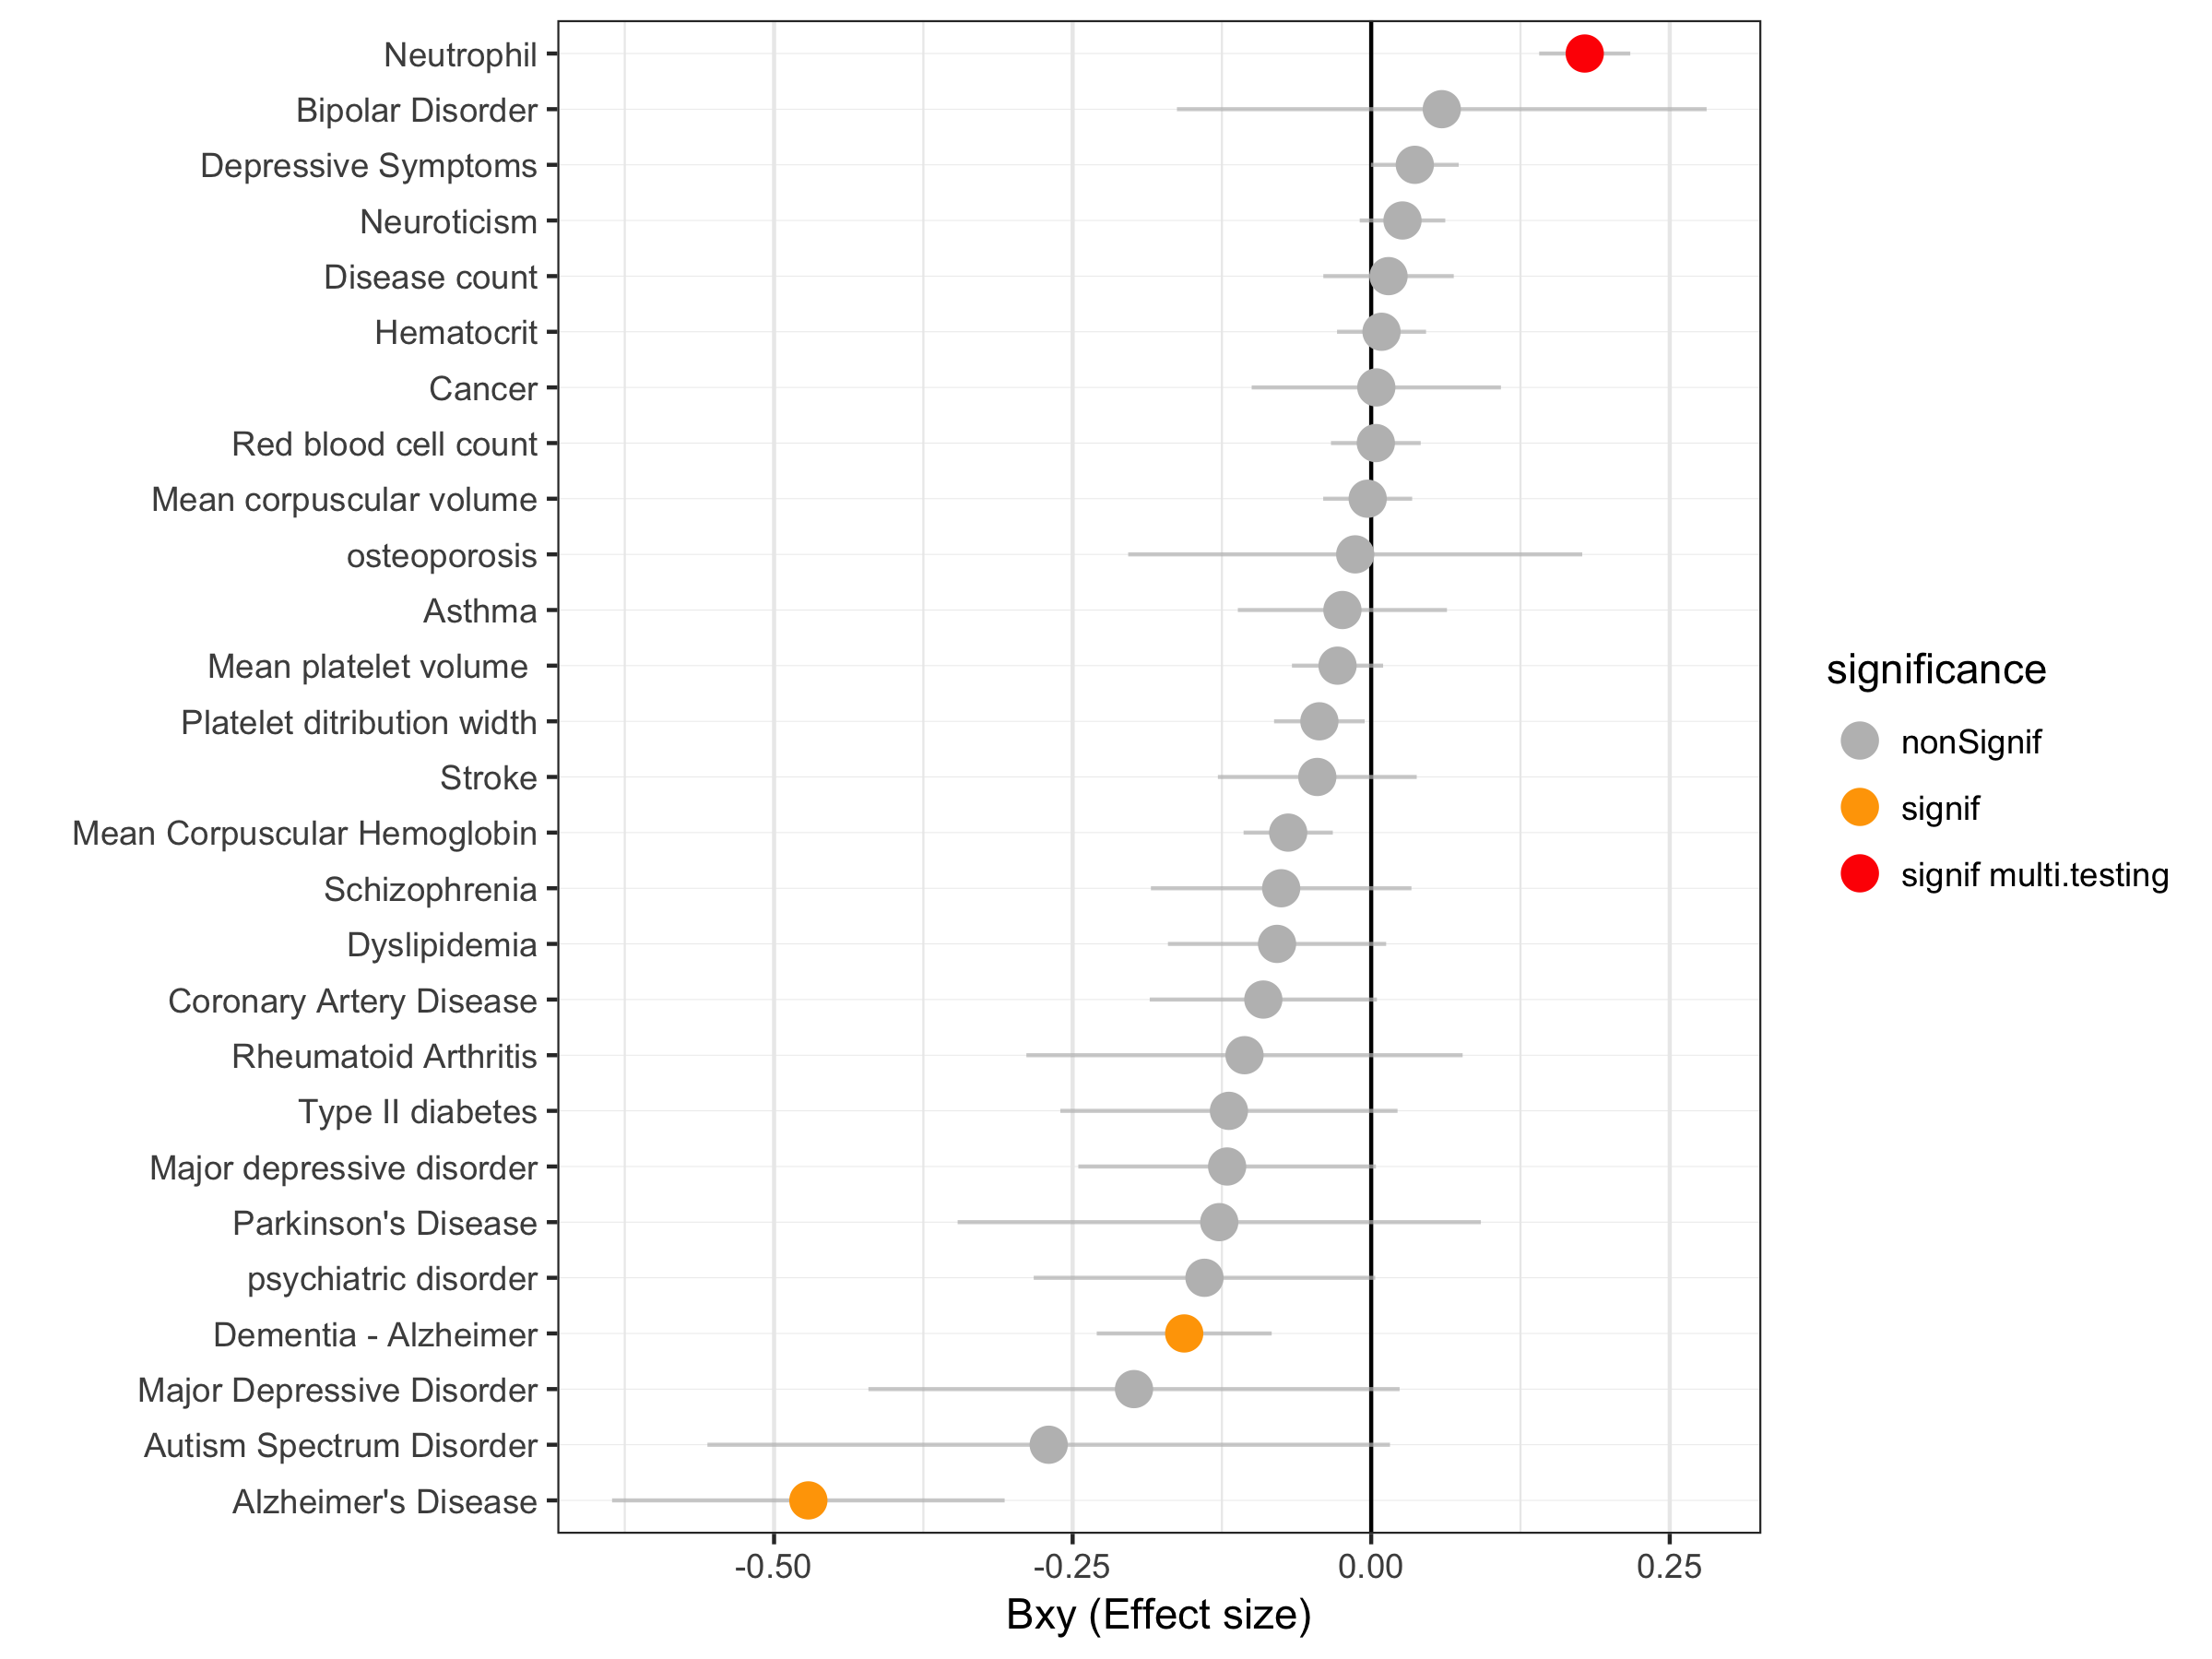 Neutrophil
Bipolar Disorder
Depressive Symptoms
Neuroticism
Disease count
Hematocrit
Cancer
Red blood cell count
Mean corpuscular volume
osteoporosis
Asthma
Mean platelet volume
Platelet ditribution width
Stroke
Mean Corpuscular Hemoglobin
Schizophrenia
Dyslipidemia
Coronary Artery Disease
Rheumatoid Arthritis
Type II diabetes
Major depressive disorder
Parkinson's Disease
psychiatric disorder
Dementia - Alzheimer
Major Depressive Disorder
Autism Spectrum Disorder
Alzheimer's Disease
-0.50 -0.25 0.00 0.25
Bxy (Effect size)
significance
nonSignif
signif
signif multi.testing